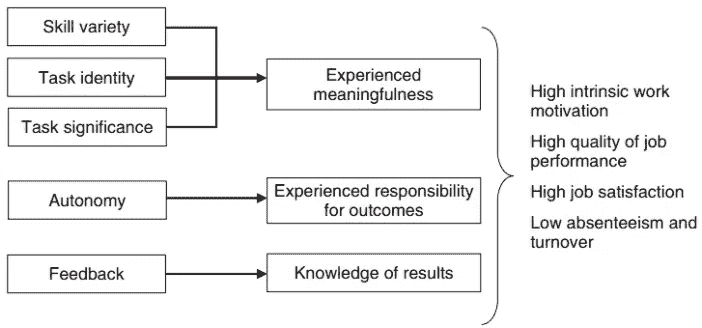 Skill variety
Task identity
Task significance
Autonomy
Feedback
Experienced
meaningfulness
Experienced responsibility
for outcomes
Knowledge of results
High intrinsic work
motivation
High quality of job
performance
High job satisfaction
Low absenteeism and
turnover